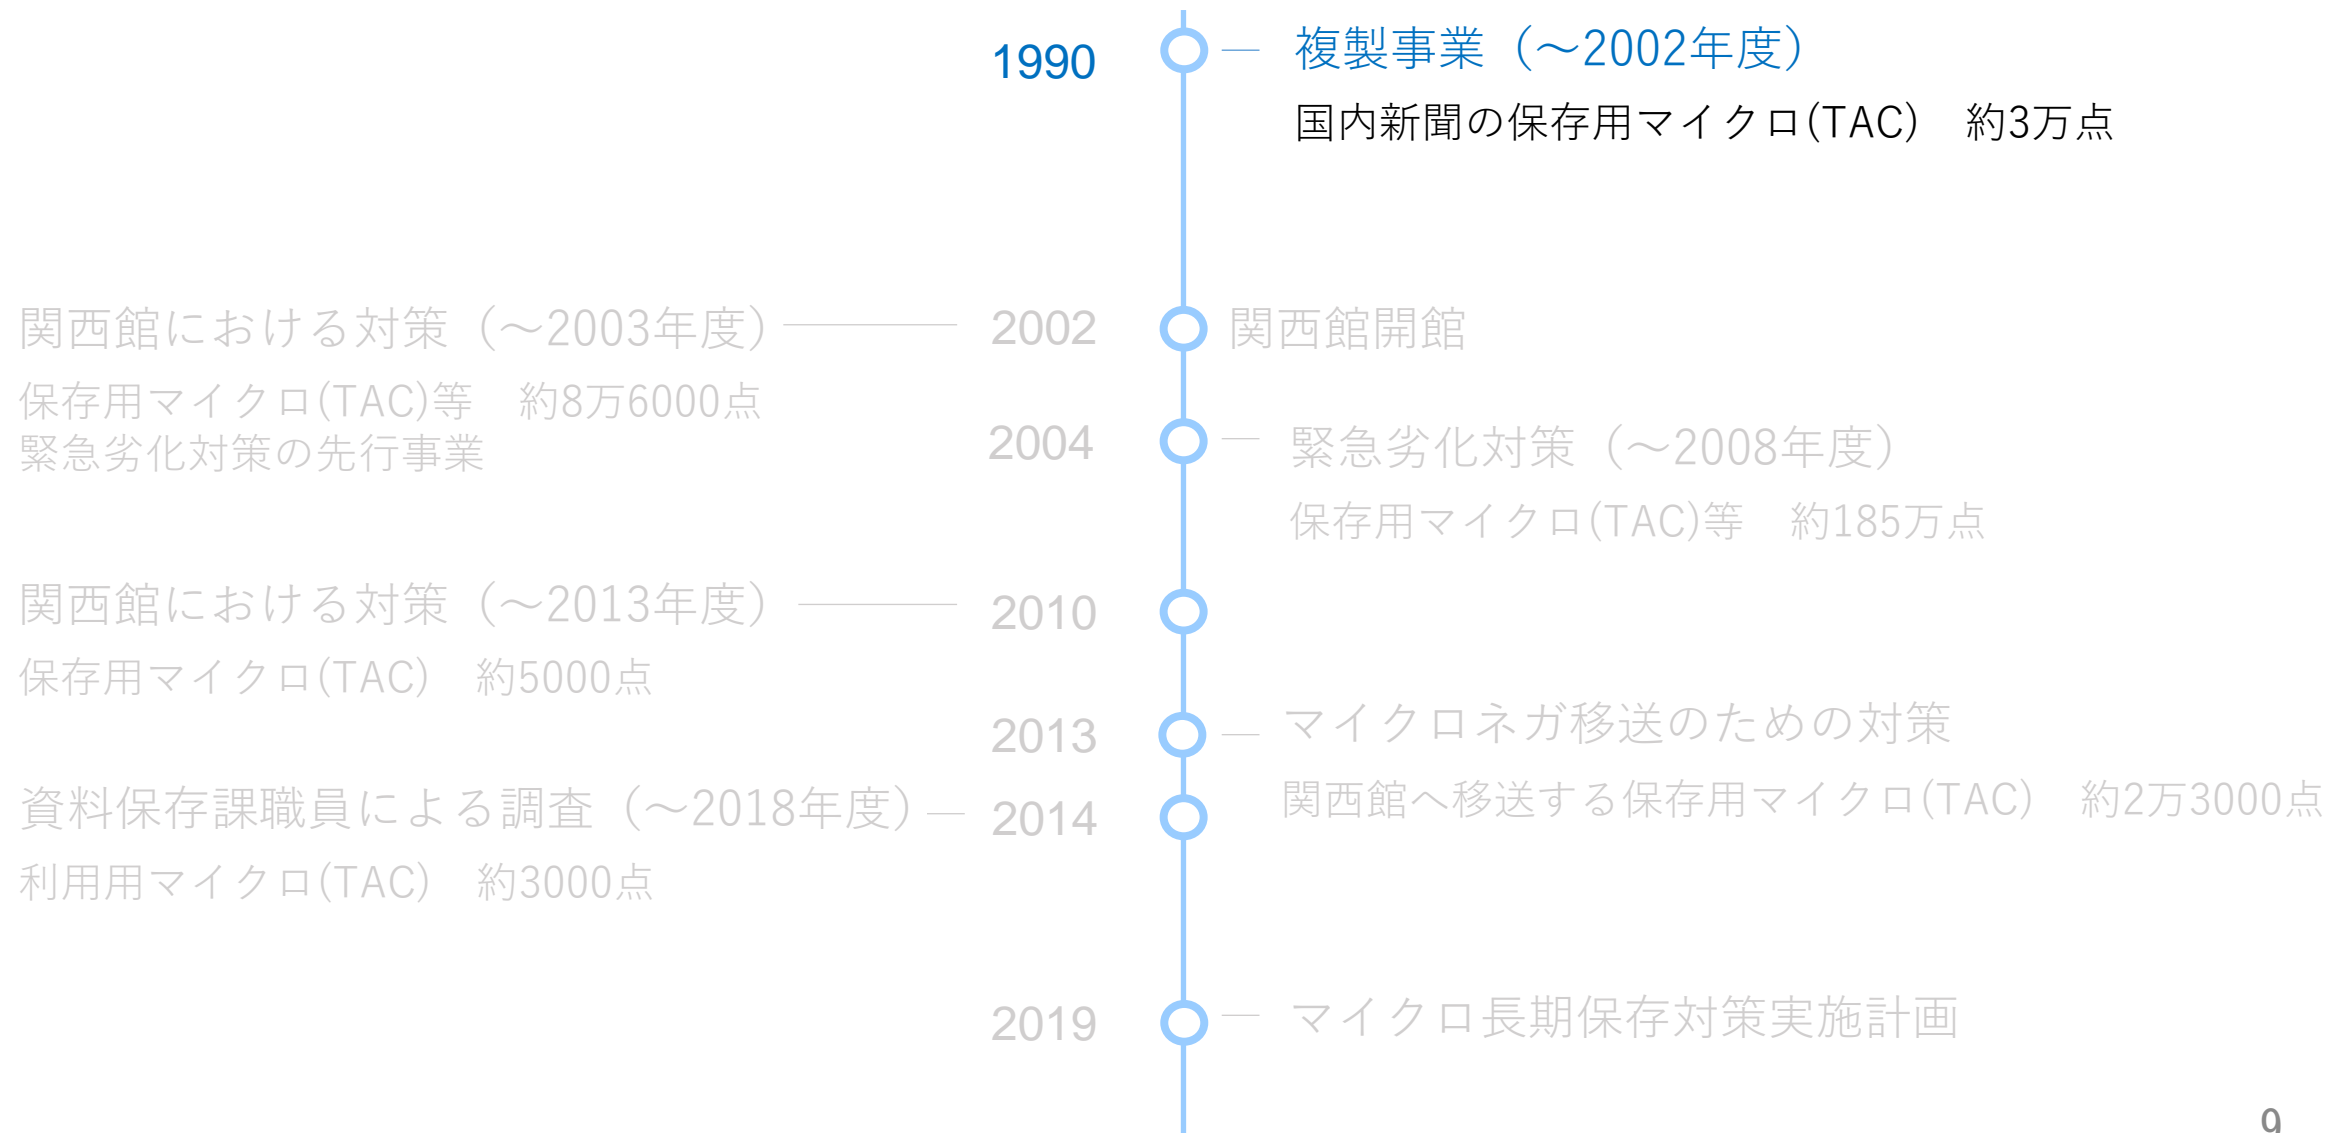 1990
複製事業（～2002年度）
国内新聞の保存用マイクロ(TAC)　約3万点
関西館における対策（～2003年度）
2002
関西館開館
保存用マイクロ(TAC)等　約8万6000点
緊急劣化対策の先行事業
2004
緊急劣化対策（～2008年度）
保存用マイクロ(TAC)等　約185万点
関西館における対策（～2013年度）
2010
保存用マイクロ(TAC)　約5000点
2013
マイクロネガ移送のための対策
関西館へ移送する保存用マイクロ(TAC)　約2万3000点
資料保存課職員による調査（～2018年度）
2014
利用用マイクロ(TAC)　約3000点
2019
マイクロ長期保存対策実施計画
9